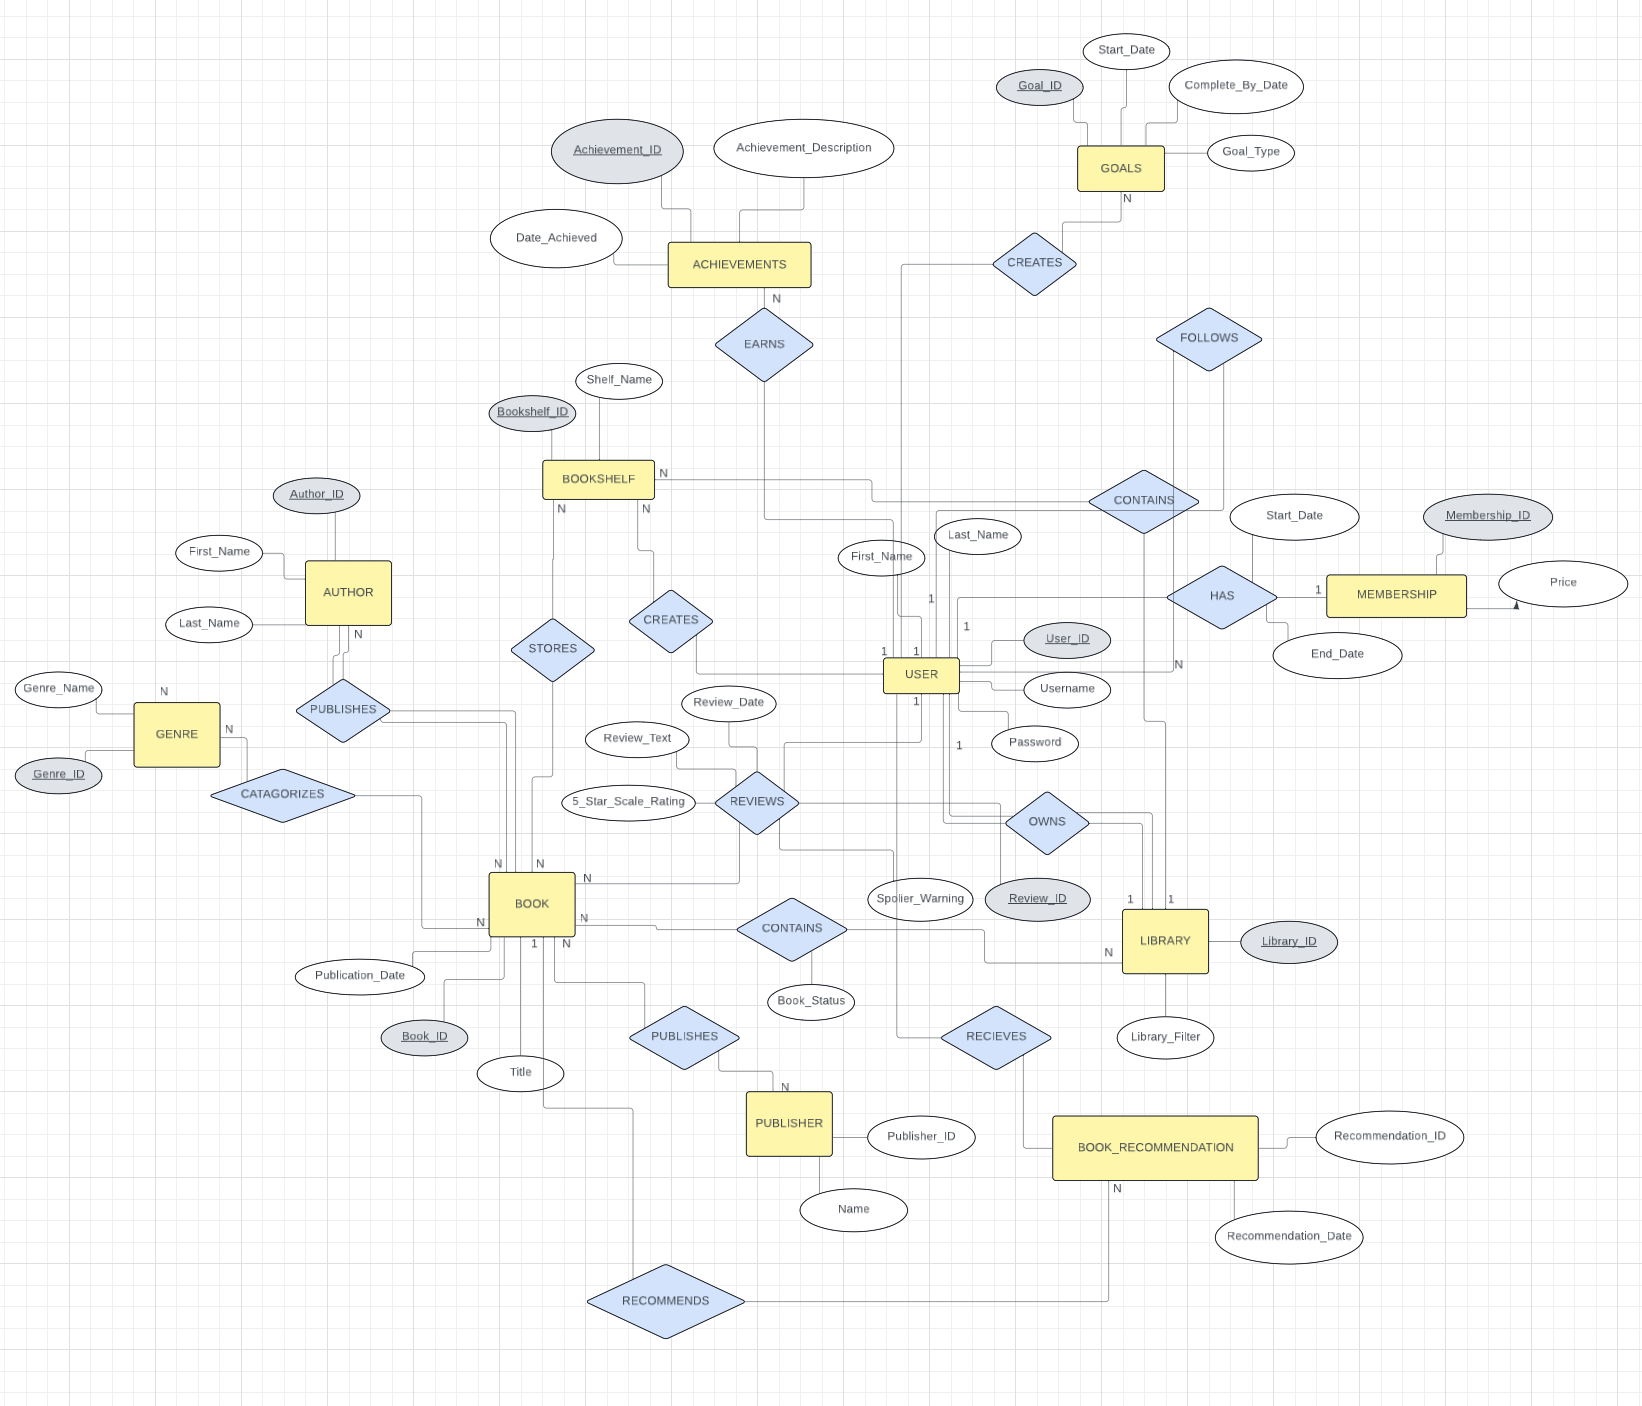 Start_Date
Goal_ID
Complete_By_Date
Goal_Type
GOALS
N
Achievement_ID
Achievement_Description
Date_Achieved
ACHIEVEMENTS
N
CREATES
EARNS
FOLLOWS
Shelf_Name
Bookshelf_ID
BOOKSHELF
N
N
N
CONTAINS
Author_ID
First_Name
Last_Name
AUTHOR
N
First_Name
Last_Name
Start_Date
Membership_ID
Price
HAS
1
MEMBERSHIP
End_Date
1
1
STORES
CREATES
1
1
USER
User_ID
Username
Password
N
1
1
Genre_Name
N
GENRE
N
Genre_ID
PUBLISHES
CATAGORIZES
Review_Date
Review_Text
5_Star_Scale_Rating
REVIEWS
OWNS
N
N
N
BOOK
N
N
N
1
Spolier_Warning
Review_ID
1
1
LIBRARY
Library_ID
N
CONTAINS
Book_Status
Library_Filter
Publication_Date
Book_ID
Title
PUBLISHES
RECIEVES
N
PUBLISHER
Publisher_ID
Name
BOOK_RECOMMENDATION
Recommendation_ID
N
Recommendation_Date
RECOMMENDS